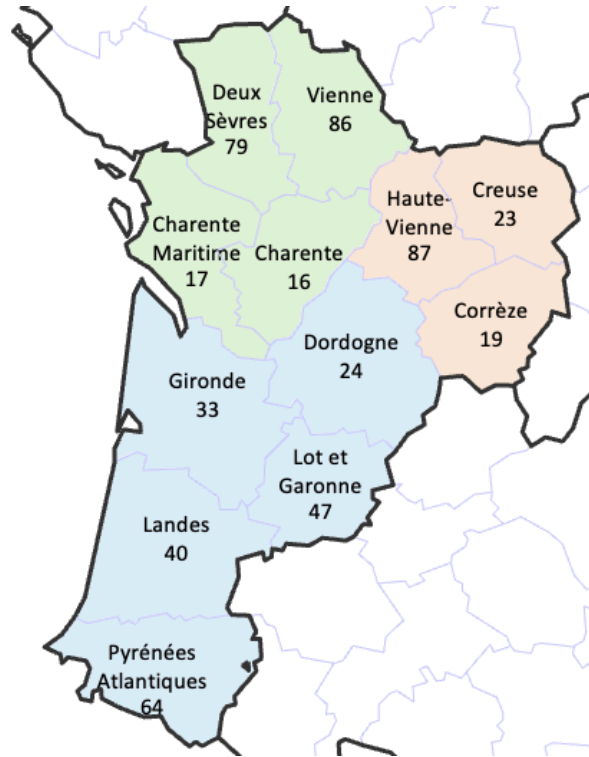 Deux
Sèvres
79
Vienne
86
Haute-
Vienne
87
Creuse
23
Charente
Maritime
17
Charente
16
Corrèze
19
Dordogne
24
Gironde
33
Lot et
Garonne
47
Landes
40
Pyrénées
Atlantiques
64